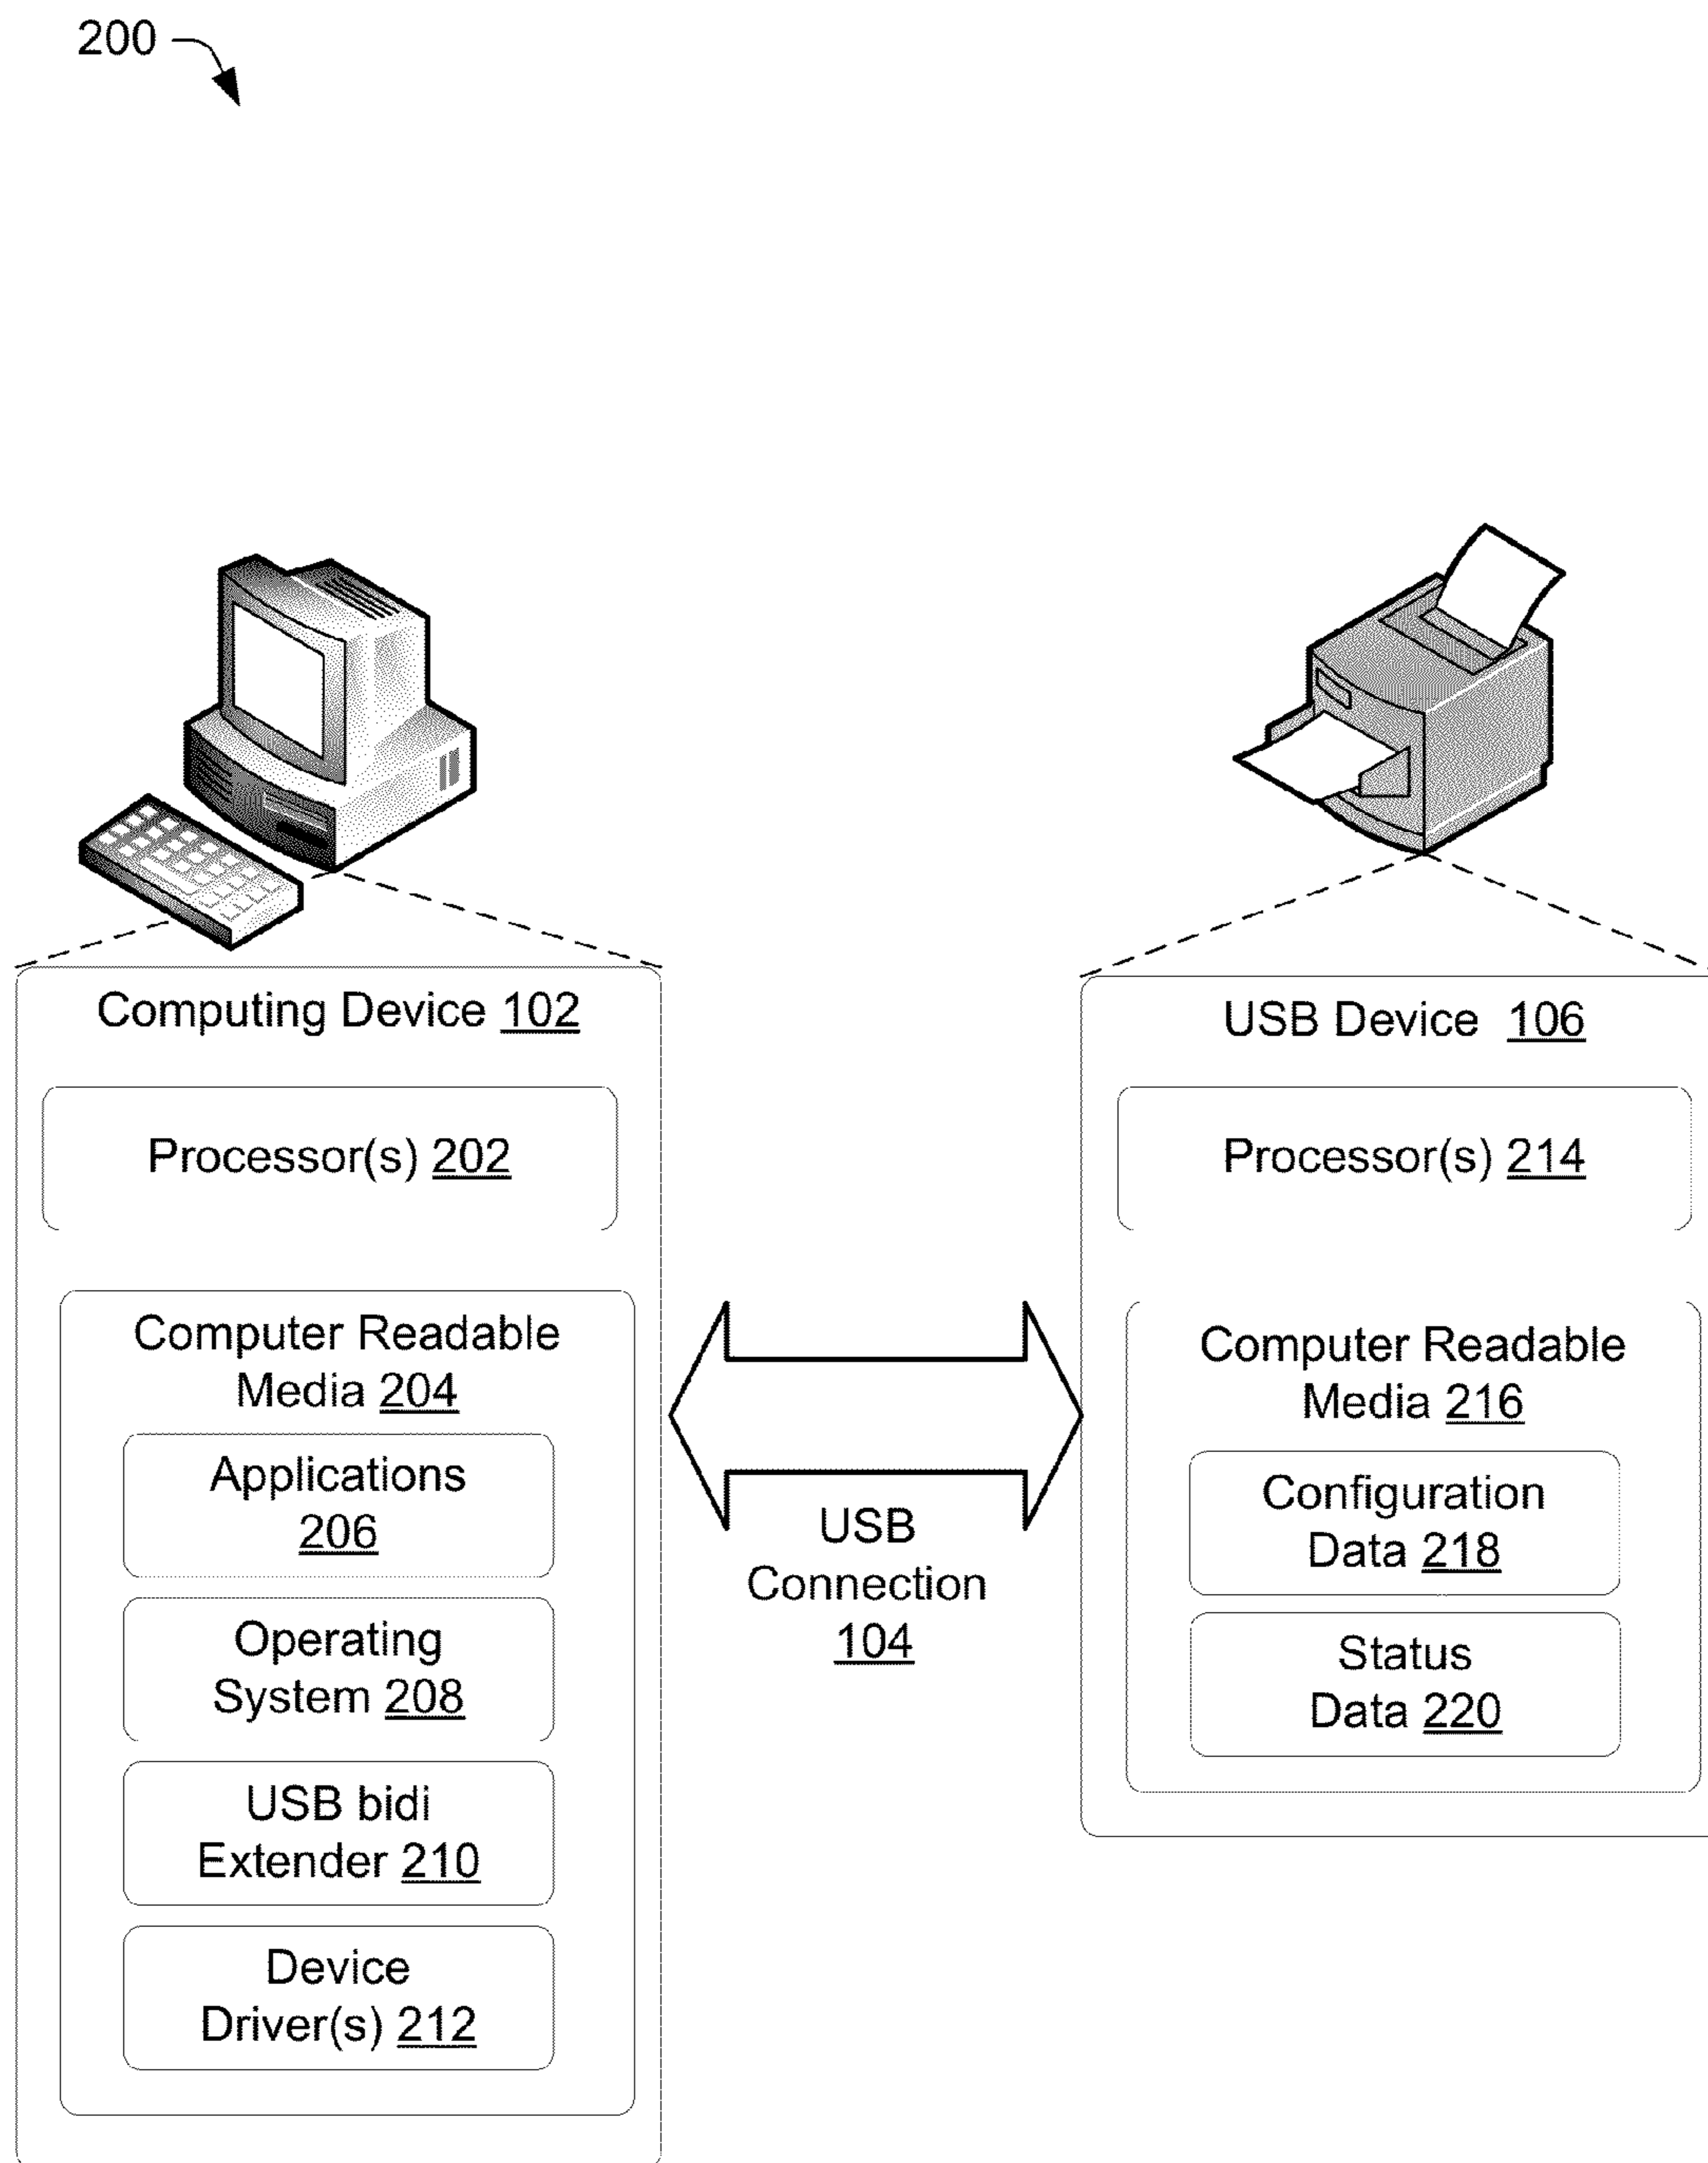 200
Computing Device 102
Processor(s) 202
Computer Readable
Media 204
Applications
206
Operating
System 208
USB bidi
Extender 210
Device
Driver(s) 212
USB
Connection
104
USB Device 106
Processor(s) 214
Computer Readable
Media 216
Configuration
Data 218
Status
Data 220